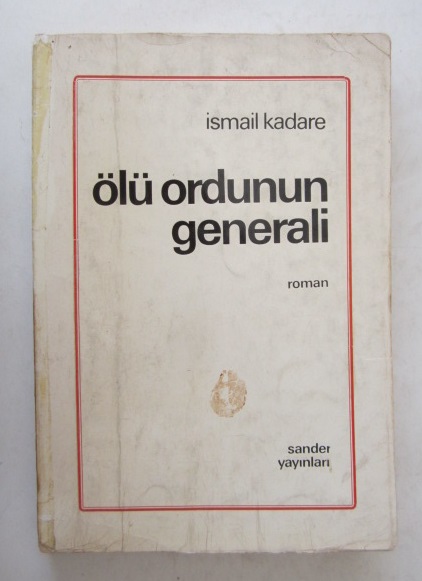 ismail kadare
ölü ordunun
generali
roman
sander
yayınları